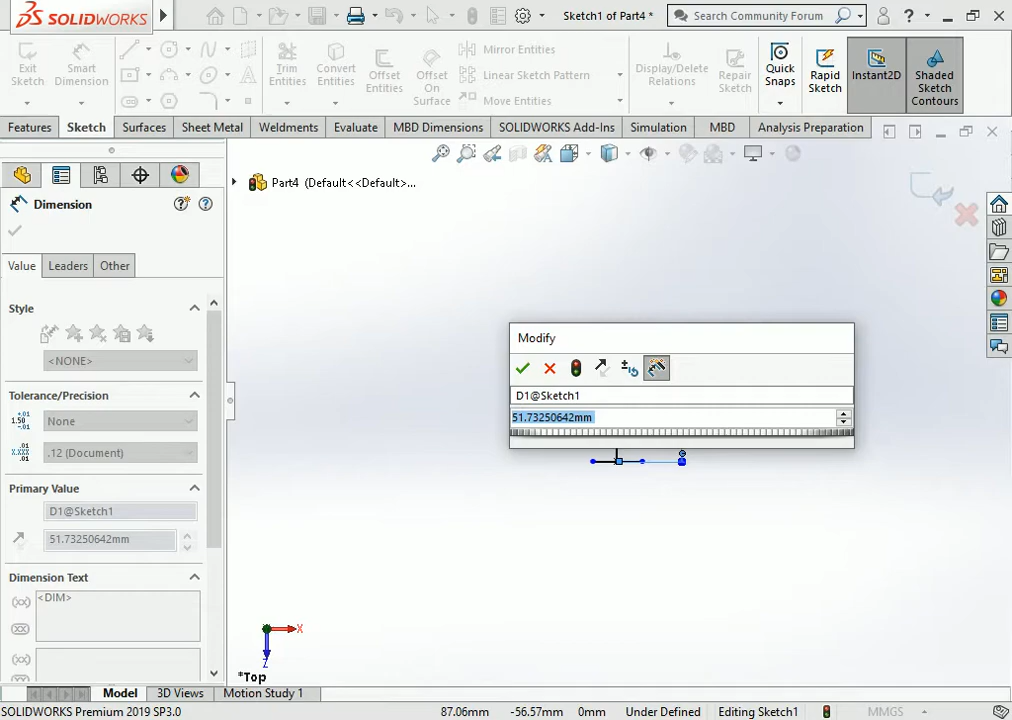 SOLIDWORKS
Sketch1 of Part4 *
Search Community Forum
?
Exit Sketch
Smart Dimension
Trim Entities
Convert Entities
Offset Entities
Offset On Surface
Mirror Entities
Linear Sketch Pattern
Move Entities
Display/Delete Relations
Repair Sketch
Quick Snaps
Rapid Sketch
Instant2D
Shaded Sketch Contours
Features
Sketch
Surfaces
Sheet Metal
Weldments
Evaluate
MBD Dimensions
SOLIDWORKS Add-Ins
Simulation
MBD
Analysis Preparation
Part4 (Default<<Default>...
Dimension
Value
Leaders
Other
Style
<NONE>
Tolerance/Precision
None
.12 (Document)
Primary Value
D1@Sketch1
51.73250642mm
Dimension Text
<DIM>
Modify
D1@Sketch1
51.73250642mm
X
Z
*Top
Model
3D Views
Motion Study 1
SOLIDWORKS Premium 2019 SP3.0
87.06mm
-56.57mm
0mm
Under Defined
Editing Sketch1
MMGS